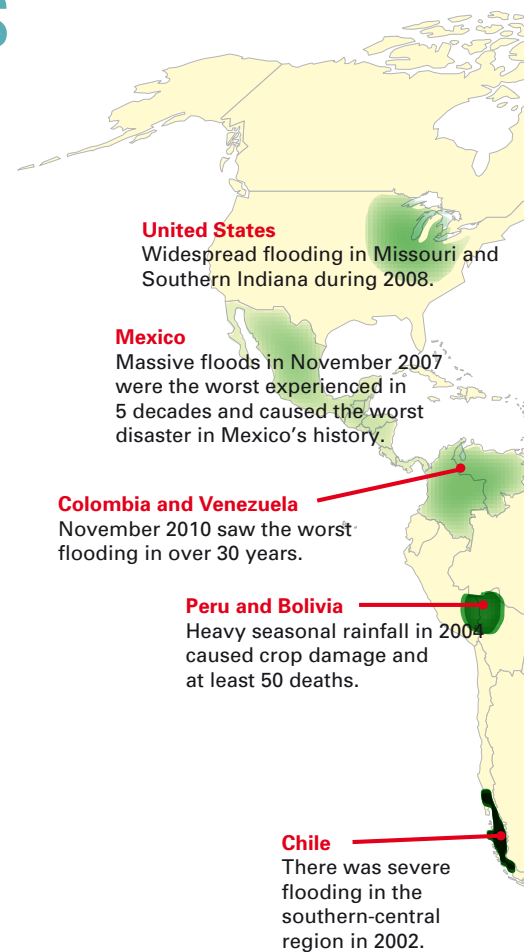 s
United States
Widespread flooding in Missouri and
Southern Indiana during 2008.
Mexico
Massive floods in November 2007
were the worst experienced in
5 decades and caused the worst
disaster in Mexico's history.
Colombia and Venezuela
November 2010 saw the worst
flooding in over 30 years.
Peru and Bolivia
Heavy seasonal rainfall in 2004
caused crop damage and
at least 50 deaths.
Chile
There was severe
flooding in the
southern-central
region in 2002.